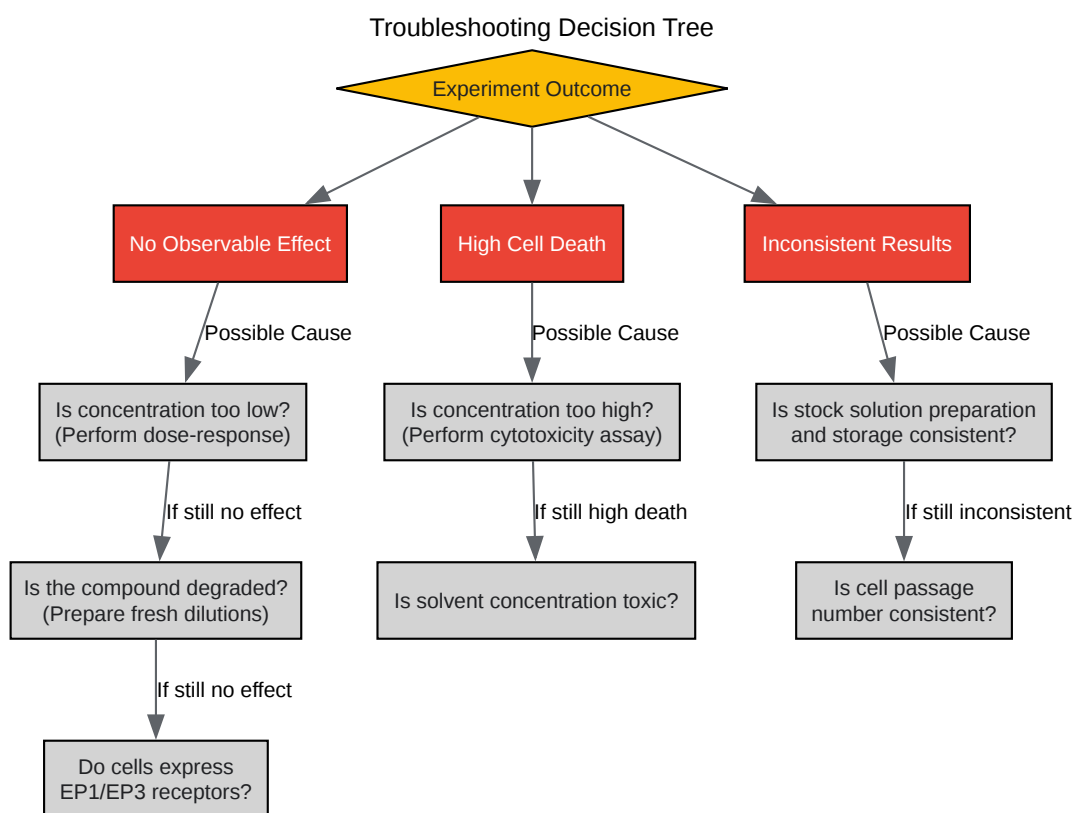 Troubleshooting Decision Tree
Experiment Outcome
No Observable Effect
High Cell Death
Inconsistent Results
Possible Cause
Possible Cause
Possible Cause
Is concentration too low?
(Perform dose-response)
Is concentration too high?
(Perform cytotoxicity assay)
Is stock solution preparation
and storage consistent?
If still no effect
If still high death
If still inconsistent
Is the compound degraded?
(Prepare fresh dilutions)
Is solvent concentration toxic?
Is cell passage
number consistent?
If still no effect
Do cells express
EP1/EP3 receptors?